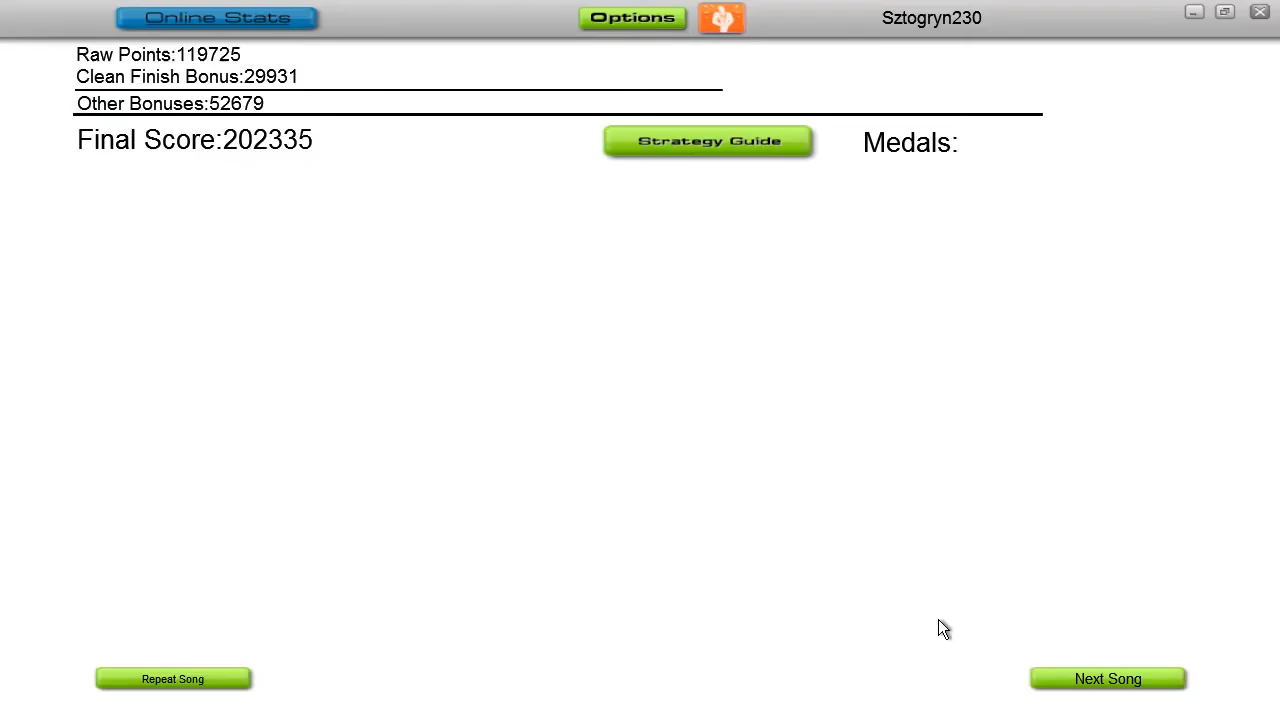 Online Stats
Options
Sztogryn230
Raw Points:119725
Clean Finish Bonus:29931
Other Bonuses:52679
Final Score:202335
Strategy Guide
Medals:
Repeat Song
Next Song